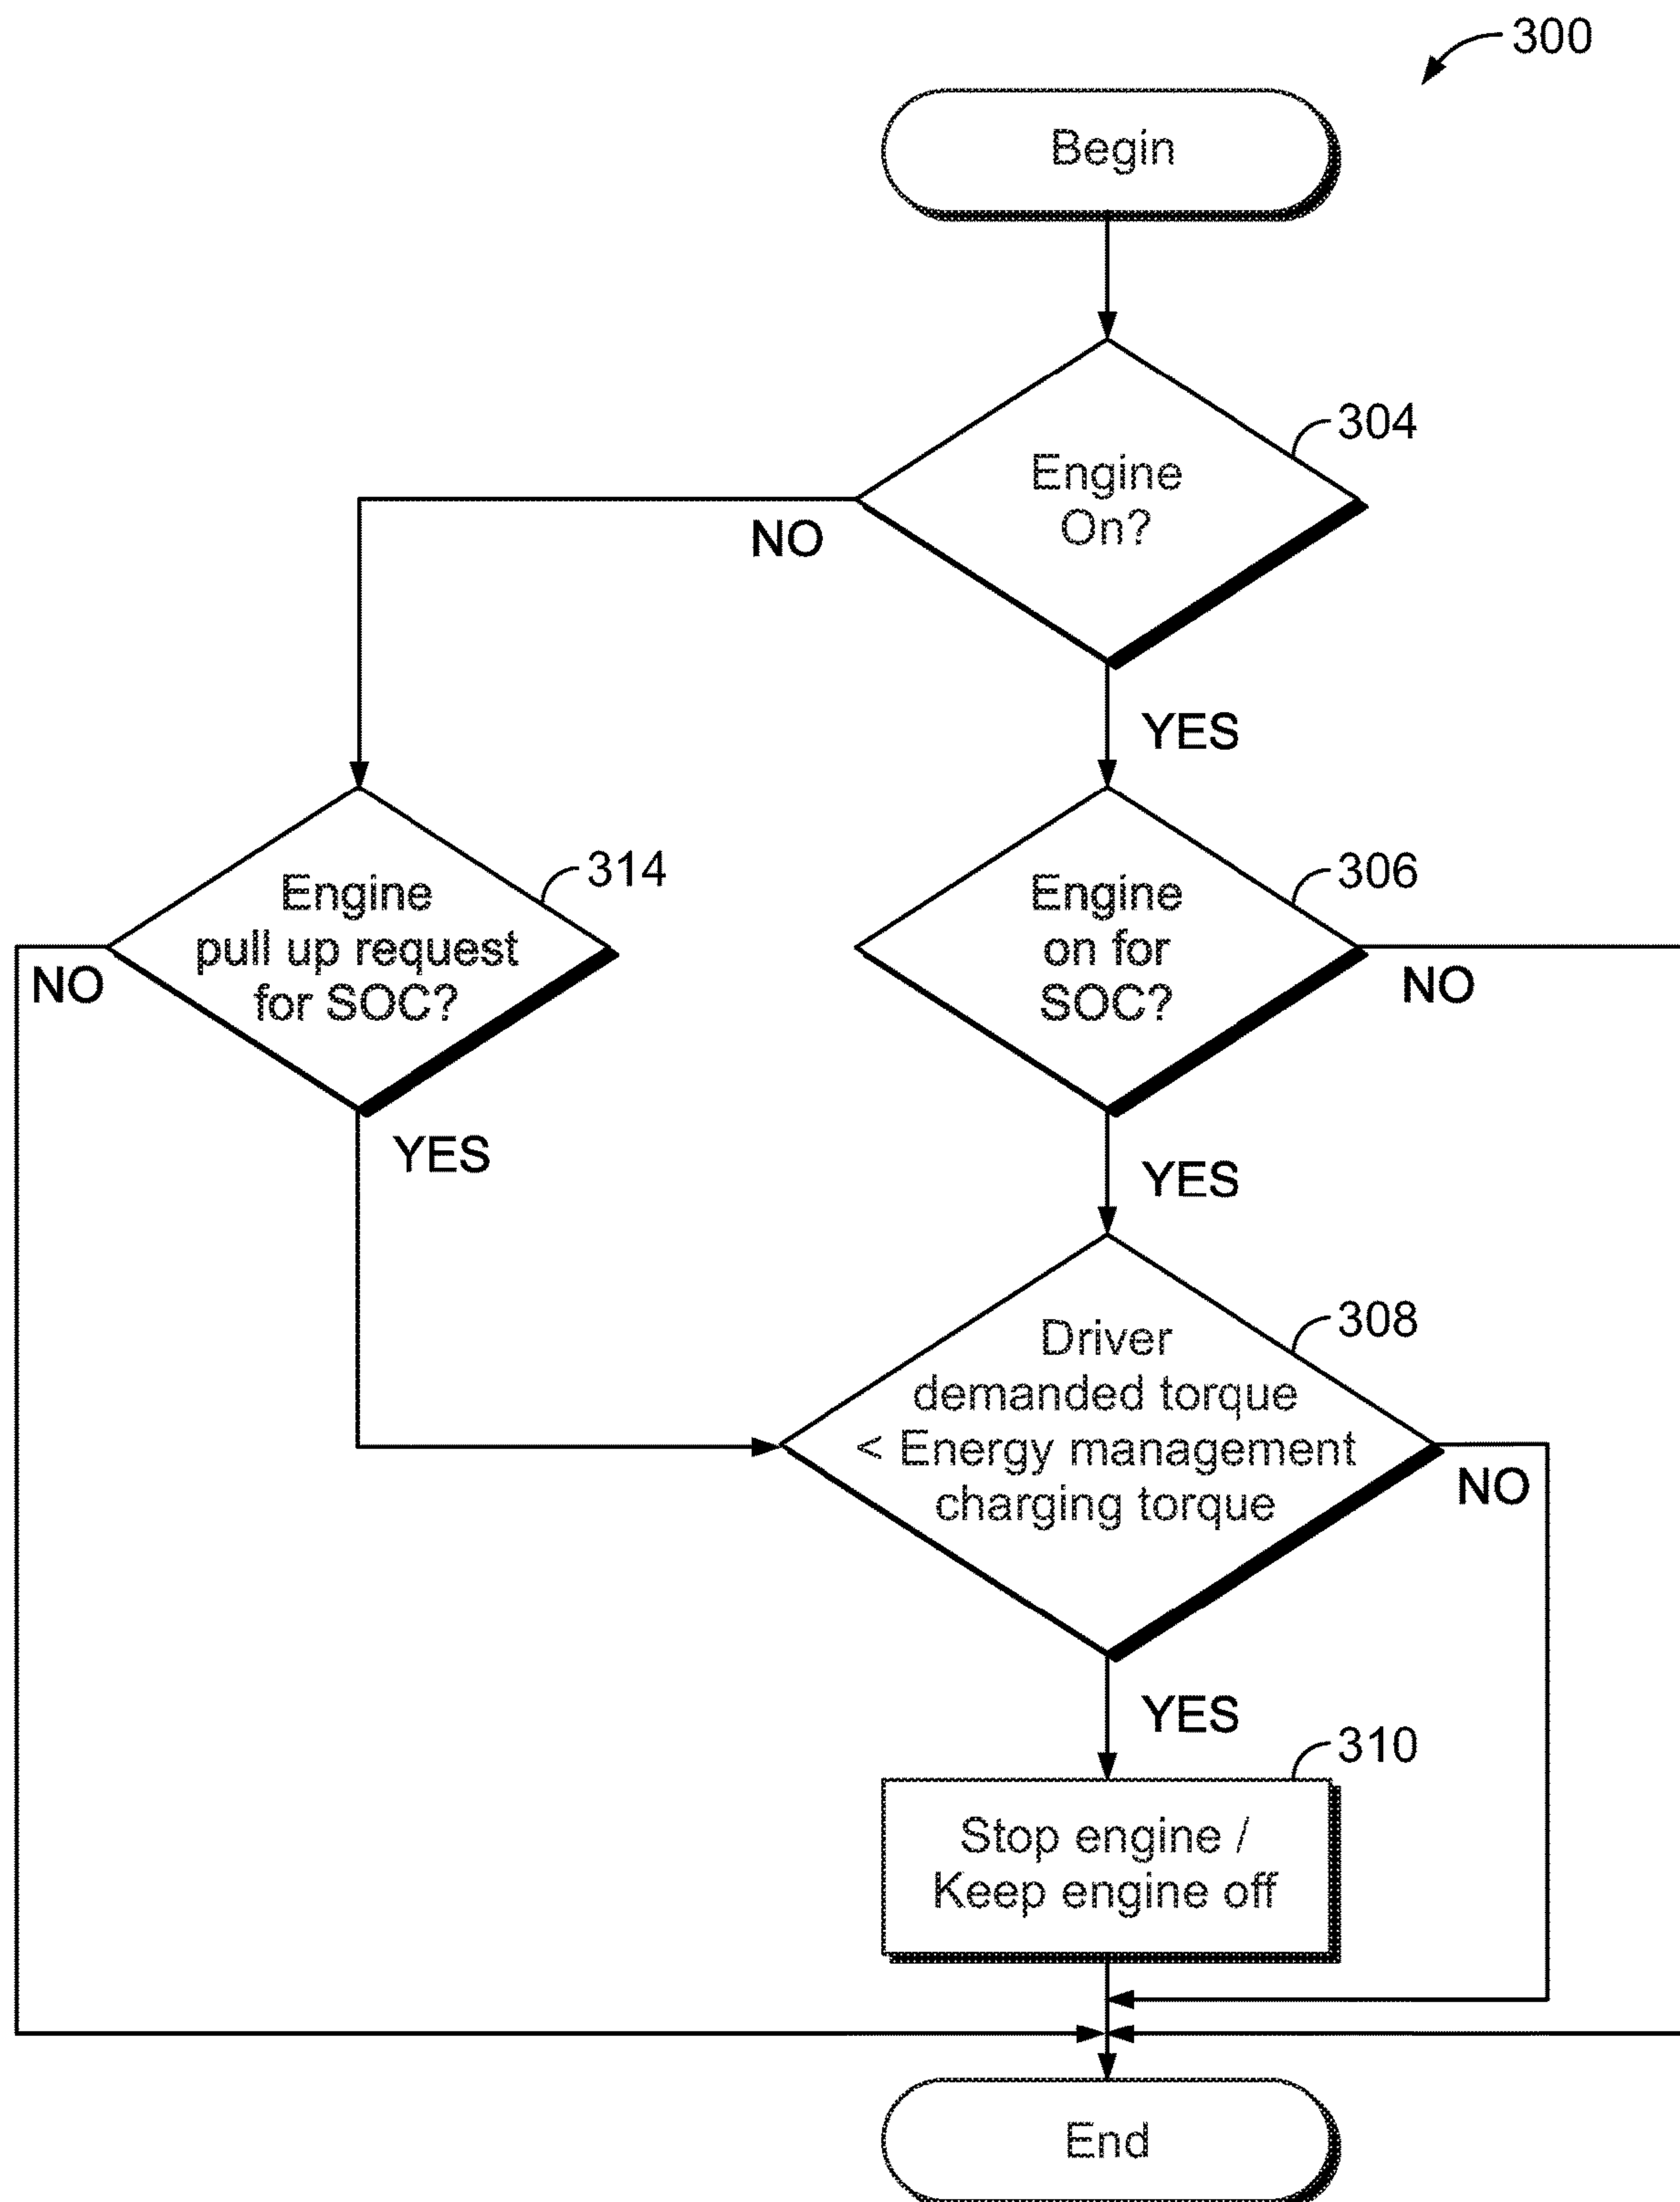 300
Begin
304
Engine
On?
NO
YES
314
Engine
pull up request
for SOC?
NO
YES
306
Engine
on for
SOC?
NO
YES
308
Driver
demanded torque
< Energy management
charging torque
NO
YES
310
Stop engine /
Keep engine off
End